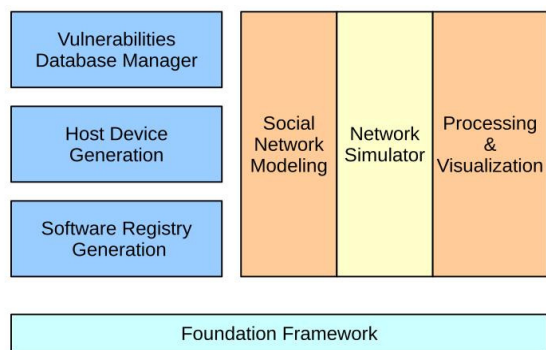 Vulnerabilities
Database Manager
Host Device
Generation
Software Registry
Generation
Social
Network
Modeling
Network
Simulator
Processing
&
Visualization
Foundation Framework